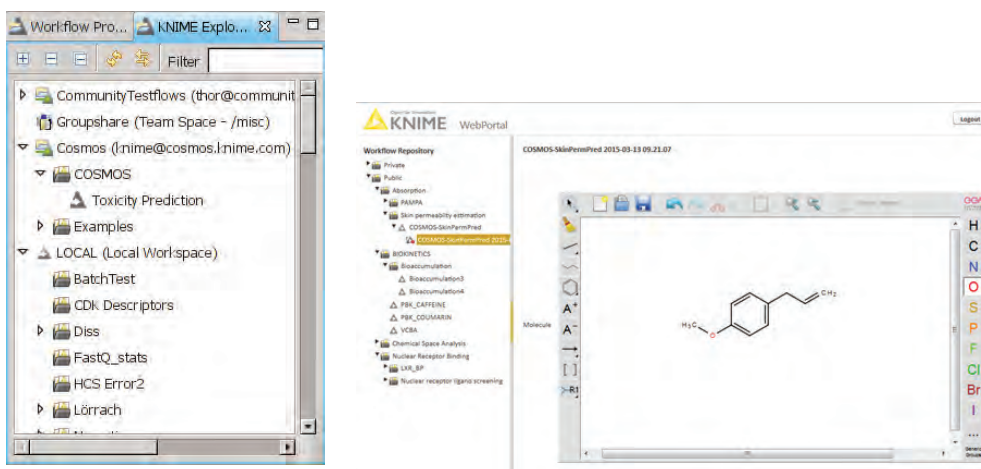 Workflow Pro... KNIME Explo...
Filter
CommunityTestflows (thor@communit
Groupshare (Team Space - /misc)
Cosmos (knime@cosmos.knime.com)
COSMOS
Toxicity Prediction
Examples
LOCAL (Local Workspace)
BatchTest
CDK Descriptors
Diss
FastQ_stats
HCS Error2
Lörrach
KNIME WebPortal
Logout
Workflow Repository
Private
Public
Absorption
PAMPA
Skin permeability estimation
COSMOS-SkinPermPred
COSMOS-SkinPermPred 2015-
BIOKINETICS
Bioaccumulation
Bioaccumulation3
Bioaccumulation4
PBK_CAFFEINE
PBK_COUMARIN
VCBA
Chemical Space Analysis
Nuclear Receptor Binding
LXR_BP
Nuclear receptor ligand screening
COSMOS-SkinPermPred 2015-03-13 09.21.07
Molecule
A+
A-
[ ]
R1
H₃C
O
CH₂
H
C
N
O
S
P
F
Cl
Br
I
...